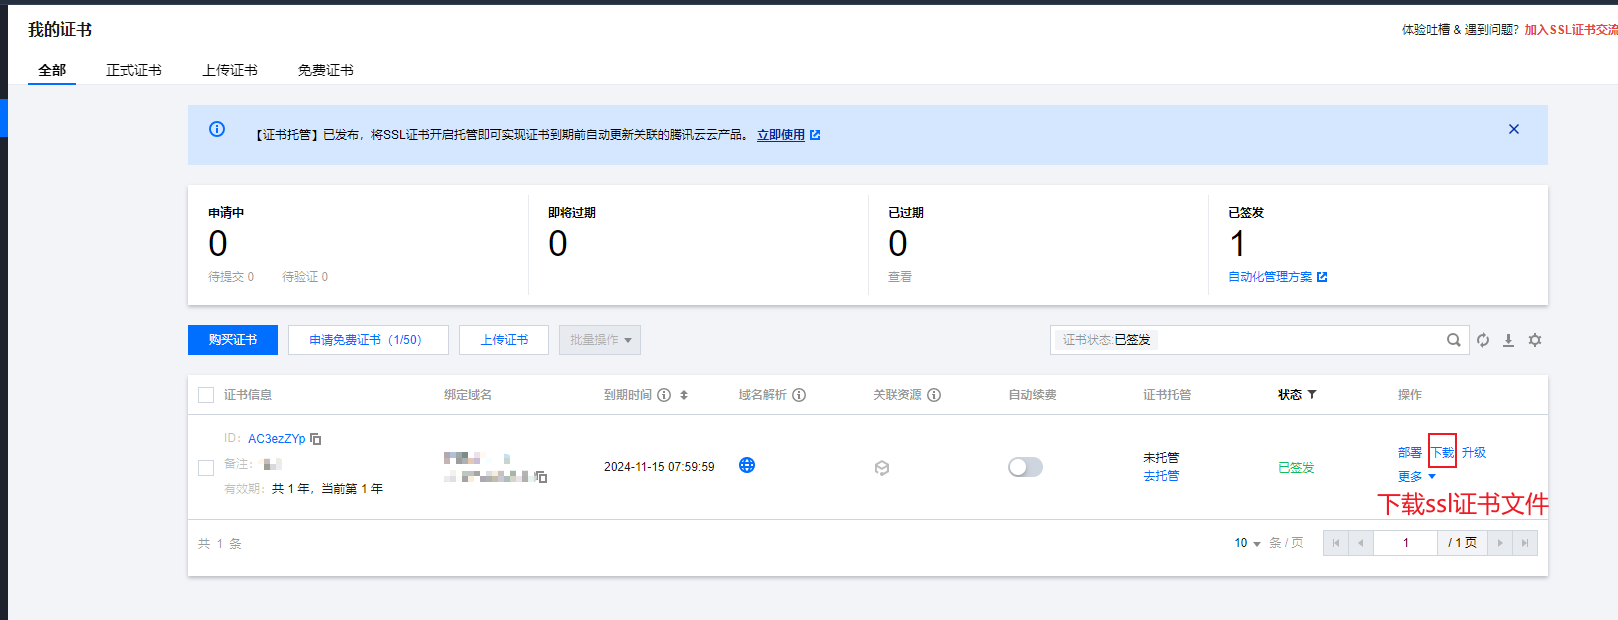 我的证书
体验吐槽 & 遇到问题? 加入SSL证书交流
全部 正式证书 上传证书 免费证书
【证书托管】已发布，将SSL证书开启托管即可实现证书到期前自动更新关联的腾讯云云产品。 立即使用
申请中 即将过期 已过期 已签发
0 0 0 1
待提交 0 待验证 0 查看 自动化管理方案
购买证书 申请免费证书（1/50） 上传证书 批量操作 证书状态:已签发
证书信息 绑定域名 到期时间 域名解析 关联资源 自动续费 证书托管 状态 操作
ID: AC3ezZYp
备注:
有效期: 共 1 年，当前第 1 年
2024-11-15 07:59:59
未托管
去托管
已签发
部署 下载 升级
更多
下载ssl证书文件
共 1 条
10 条 / 页 1 / 1 页